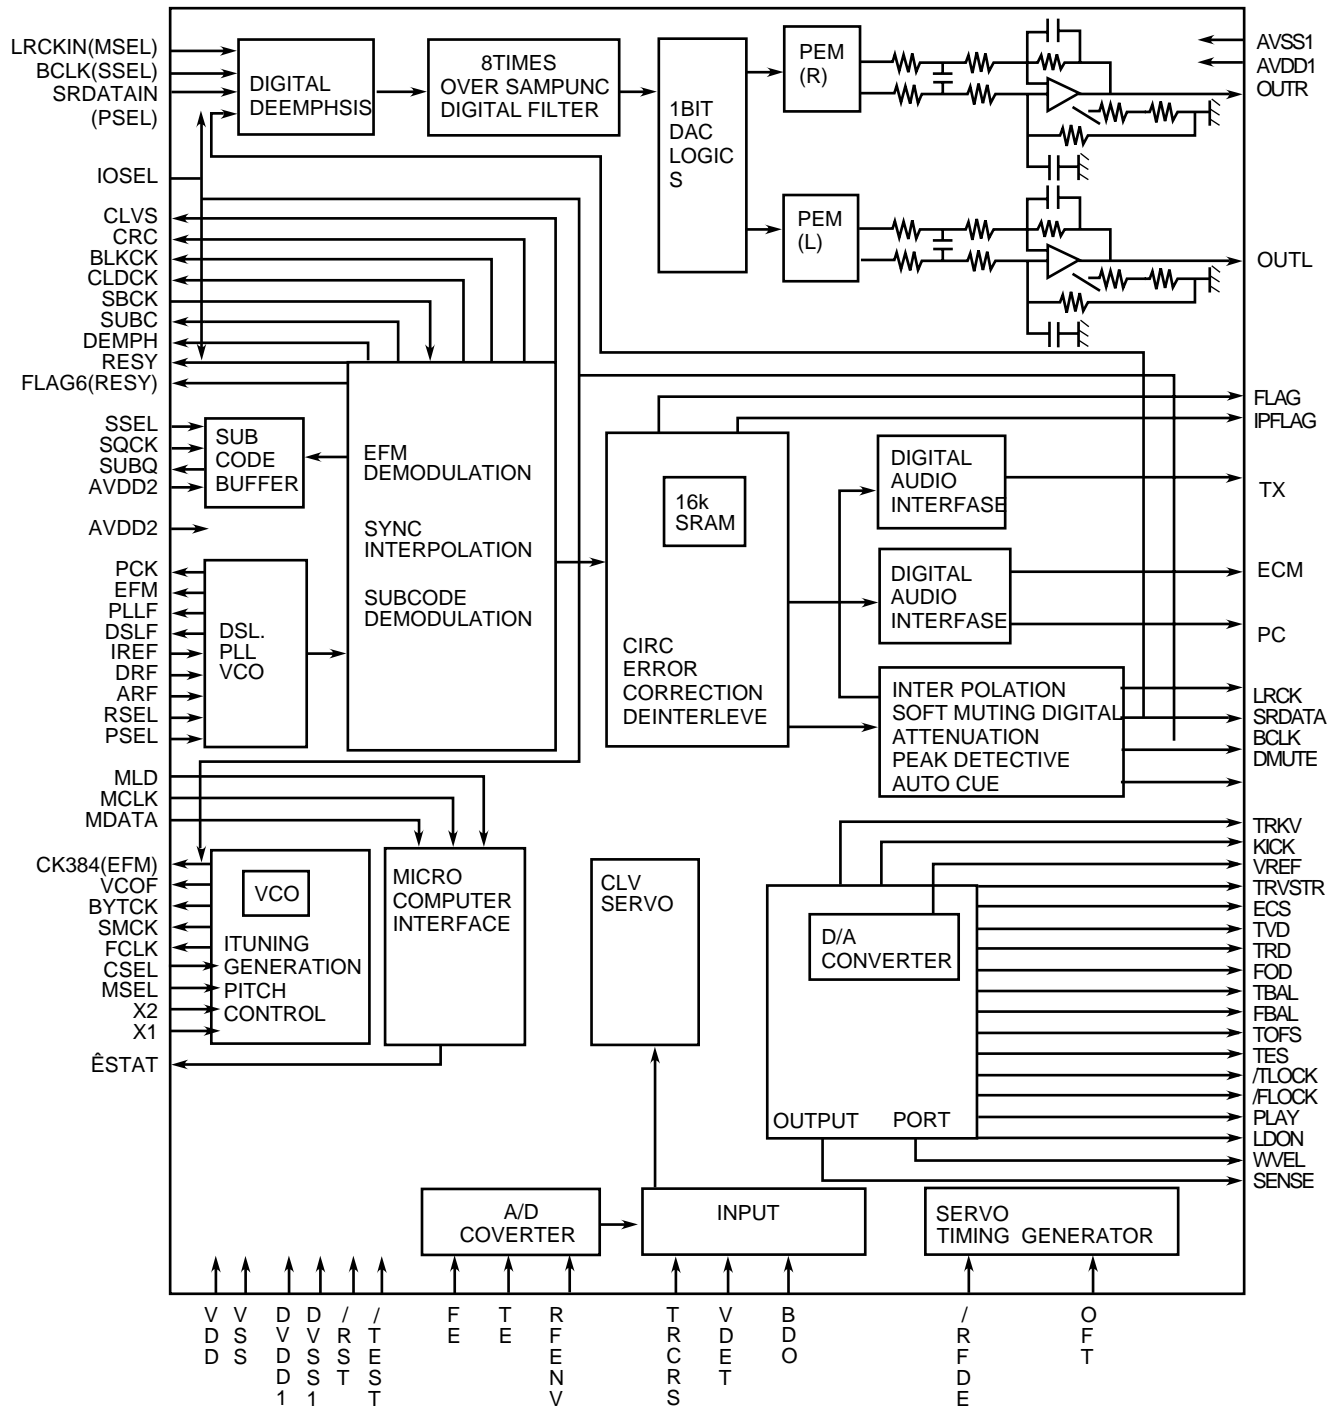 LRCKIN(MSEL)
BCLK(SSEL)
SRDATAIN
(PSEL)
IOSEL
CLVS
CRC
BLKCK
CLDCK
SBCK
SUBC
DEMPH
RESY
FLAG6(RESY)
SSEL
SQCK
SUBQ
AVDD2
AVDD2
PCK
EFM
PLLF
DSLF
IREF
DRF
ARF
RSEL
PSEL
MLD
MCLK
MDATA
CK384(EFM)
VCOF
BYTCK
SMCK
FCLK
CSEL
MSEL
X2
X1
ÊSTAT
DIGITAL
DEEMPHSIS
8TIMES
OVER SAMPUNC
DIGITAL FILTER
1BIT
DAC
LOGIC
S
PEM
(R)
PEM
(L)
AVSS1
AVDD1
OUTR
OUTL
SUB
CODE
BUFFER
EFM
DEMODULATION
SYNC
INTERPOLATION
SUBCODE
DEMODULATION
DSL.
PLL
VCO
16k
SRAM
CIRC
ERROR
CORRECTION
DEINTERLEVE
DIGITAL
AUDIO
INTERFASE
DIGITAL
AUDIO
INTERFASE
INTER POLATION
SOFT MUTING DIGITAL
ATTENUATION
PEAK DETECTIVE
AUTO CUE
FLAG
IPFLAG
TX
ECM
PC
LRCK
SRDATA
BCLK
DMUTE
VCO
ITUNING
GENERATION
PITCH
CONTROL
MICRO
COMPUTER
INTERFACE
CLV
SERVO
D/A
CONVERTER
OUTPUT PORT
TRKV
KICK
VREF
TRVSTR
ECS
TVD
TRD
FOD
TBAL
FBAL
TOFS
TES
/TLOCK
/FLOCK
PLAY
LDON
WVEL
SENSE
A/D
COVERTER
INPUT
SERVO
TIMING GENERATOR
VDD
VSS
DVDD1
DVSS1
/RST
/TEST
FE
TE
RFENV
TRCRS
VDET
BDO
/RFDE
OFT